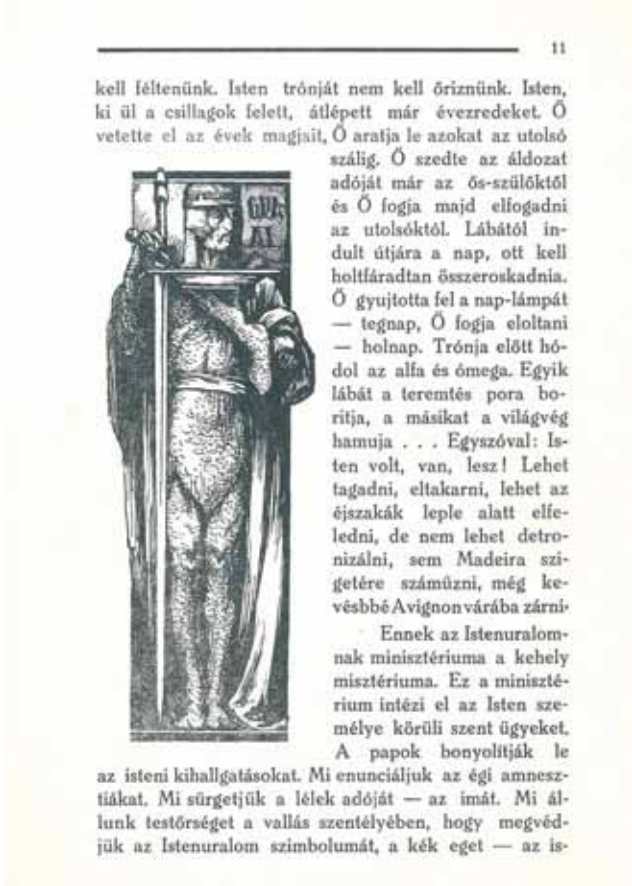 11
kell féltenünk. Isten trónját nem kell őriznünk. Isten,
ki ül a csillagok felett, átlépett már évezredeket. Ő
vetette el az évek magjait, Ő aratja le azokat az utolsó
szálig. Ő szedte az áldozat
adóját már az ős-szülőktől
és Ő fogja majd elfogadni
az utolsóktól. Lábától in-
dult útjára a nap, ott kell
holtfáradtan összeroskadnia.
Ő gyujtotta fel a nap-lámpát
— tegnap, Ő fogja eloltani
— holnap. Trónja előtt hó-
dol az alfa és ómega. Egyik
lábát a teremtés pora bo-
ritja, a másikat a világvég
hamuja . . . Egyszóval: Is-
ten volt, van, lesz! Lehet
tagadni, eltakarni, lehet az
éjszakák leple alatt elfe-
ledni, de nem lehet detro-
nizálni, sem Madeira szi-
getére száműzni, még ke-
vésbbé Avignon várába zárni.
Ennek az Istenuralom-
nak minisztériuma a kehely
misztériuma. Ez a miniszté-
rium intézi el az Isten sze-
mélye körüli szent ügyeket.
A papok bonyolítják le
az isteni kihallgatásokat. Mi enunciáljuk az égi amnesz-
tiákat. Mi sürgetjük a lélek adóját — az imát. Mi ál-
lunk testőrséget a vallás szentélyében, hogy megvéd-
jük az Istenuralom szimbolumát, a kék eget — az is-